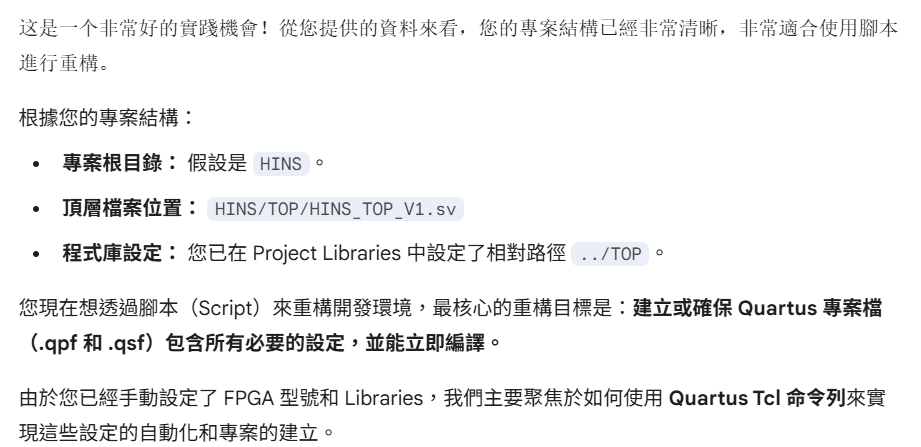 这是一个非常好的實踐機會！從您提供的資料來看，您的專案結構已經非常清晰，非常適合使用腳本
進行重構。
根據您的專案結構：
• 專案根目錄： 假設是 HINS 。
• 頂層檔案位置： HINS/TOP/HINS_TOP_V1.sv
• 程式庫設定： 您已在 Project Libraries 中設定了相對路徑 ../TOP 。
您現在想透過腳本（Script）來重構開發環境，最核心的重構目標是：建立或確保 Quartus 專案檔
（.qpf 和 .qsf）包含所有必要的設定，並能立即編譯。
由於您已經手動設定了 FPGA 型號和 Libraries，我們主要聚焦於如何使用 Quartus Tcl 命令列來實
現這些設定的自動化和專案的建立。